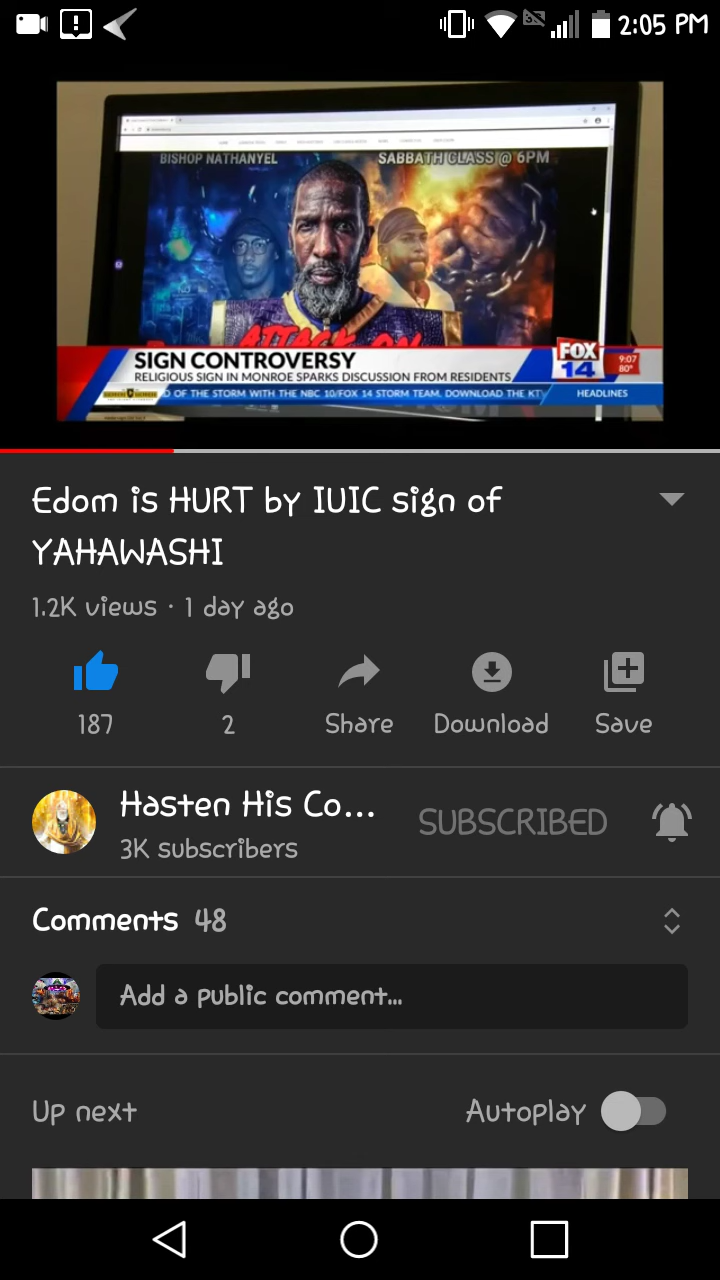 2:05 PM
BISHOP NATHANYEL
SABBATH CLASS @ 6PM
ATTACK ON
SIGN CONTROVERSY
RELIGIOUS SIGN IN MONROE SPARKS DISCUSSION FROM RESIDENTS
FOX
14
9:07
80°
OF THE STORM WITH THE NBC 10/FOX 14 STORM TEAM. DOWNLOAD THE KT
HEADLINES
Edom is HURT by IUIC sign of
YAHAWASHI
1.2K views · 1 day ago
187
2
Share
Download
Save
Hasten His Co...
SUBSCRIBED
3K subscribers
Comments 48
Add a public comment...
Up next
Autoplay